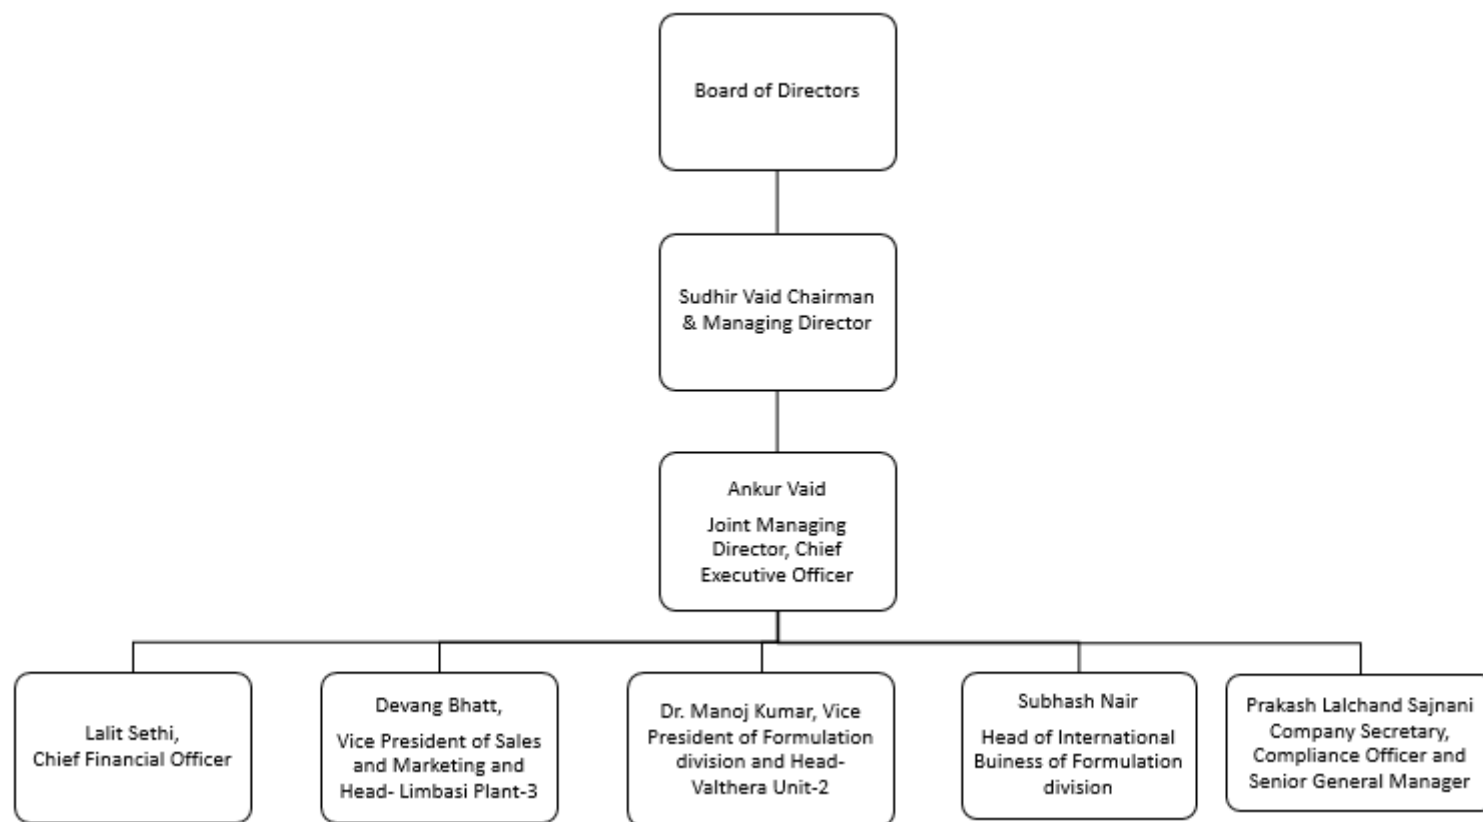 Board of Directors
Sudhir Vaid Chairman
& Managing Director
Ankur Vaid
Joint Managing
Director, Chief
Executive Officer
Lalit Sethi,
Chief Financial Officer
Devang Bhatt,
Vice President of Sales
and Marketing and
Head- Limbasi Plant-3
Dr. Manoj Kumar, Vice
President of Formulation
division and Head-
Valthera Unit-2
Subhash Nair
Head of International
Buiness of Formulation
division
Prakash Lalchand Sajnani
Company Secretary,
Compliance Officer and
Senior General Manager